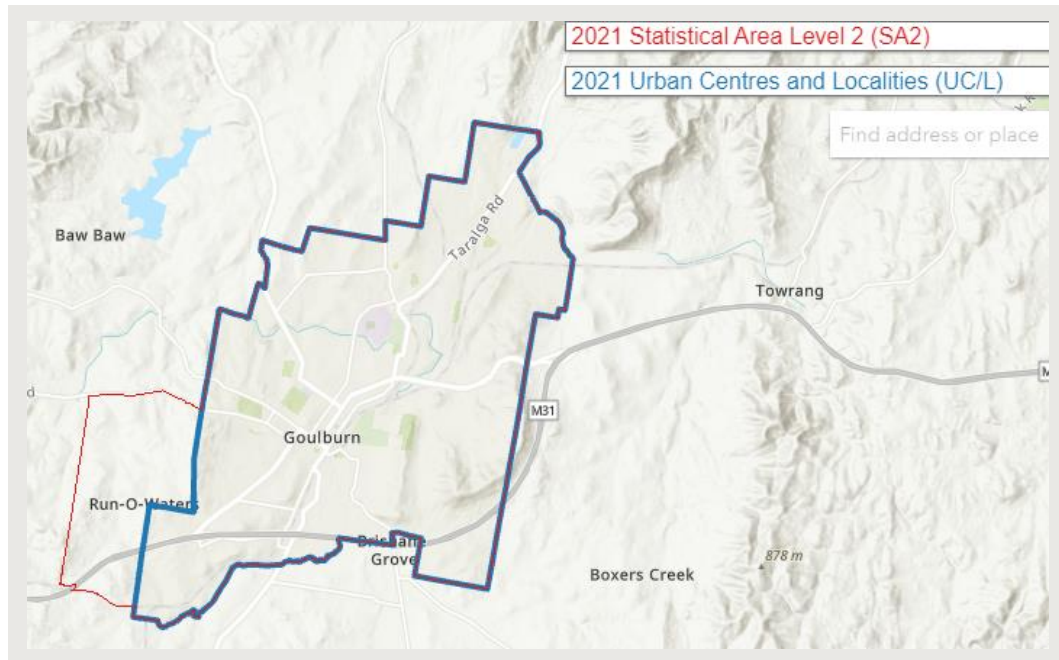 2021 Statistical Area Level 2 (SA2)
2021 Urban Centres and Localities (UC/L)
Find address or place
Baw Baw
Taralga Rd
Towrang
M31
Goulburn
Run-O-Waters
Brisbane
Grove
Boxers Creek
878 m